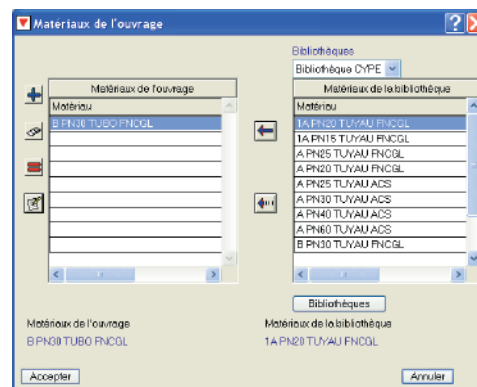 Matériaux de l'ouvrage
Bibliothèques
Bibliothèque CYPE
Matériaux de l'ouvrage
Matériau
B PN30 TUBO FNCGL
Matériaux de la bibliothèque
Matériau
1A PN20 TUYAU FNCGL
1A PN15 TUYAU FNCGL
A PN25 TUYAU FNCGL
A PN20 TUYAU FNCGL
A PN25 TUYAU ACS
A PN30 TUYAU ACS
A PN40 TUYAU ACS
A PN60 TUYAU ACS
B PN30 TUYAU FNCGL
Bibliothèques
Matériaux de l'ouvrage
B PN30 TUBO FNCGL
Matériaux de la bibliothèque
1A PN20 TUYAU FNCGL
Accepter
Annuler